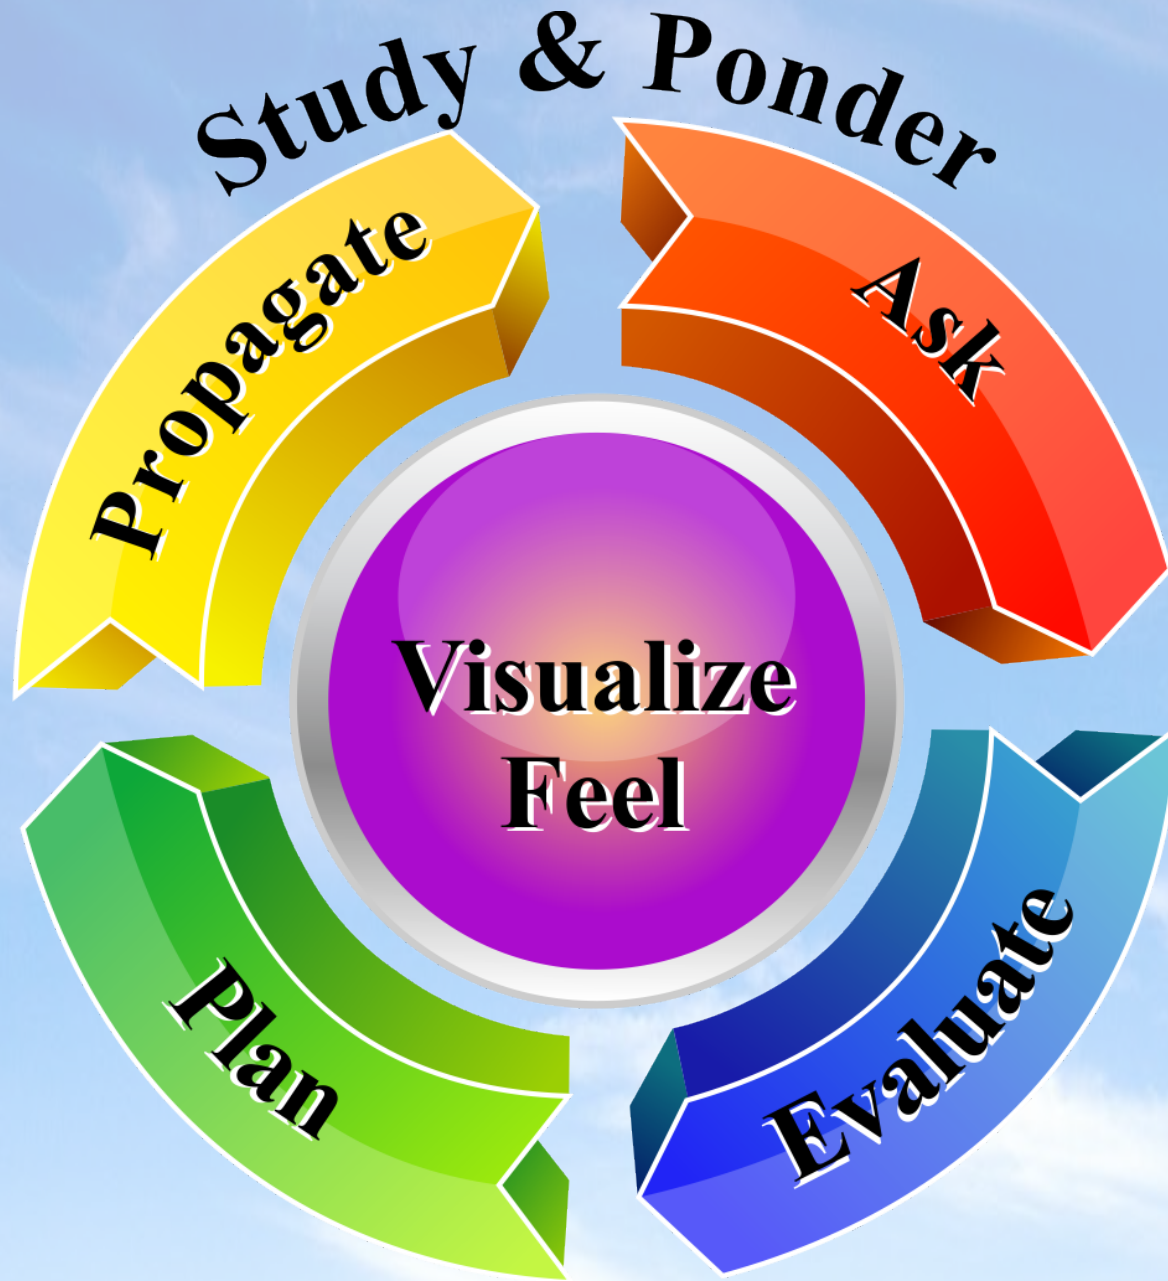 Study & Ponder
Propagate
Ask
Visualize
Feel
Plan
Evaluate